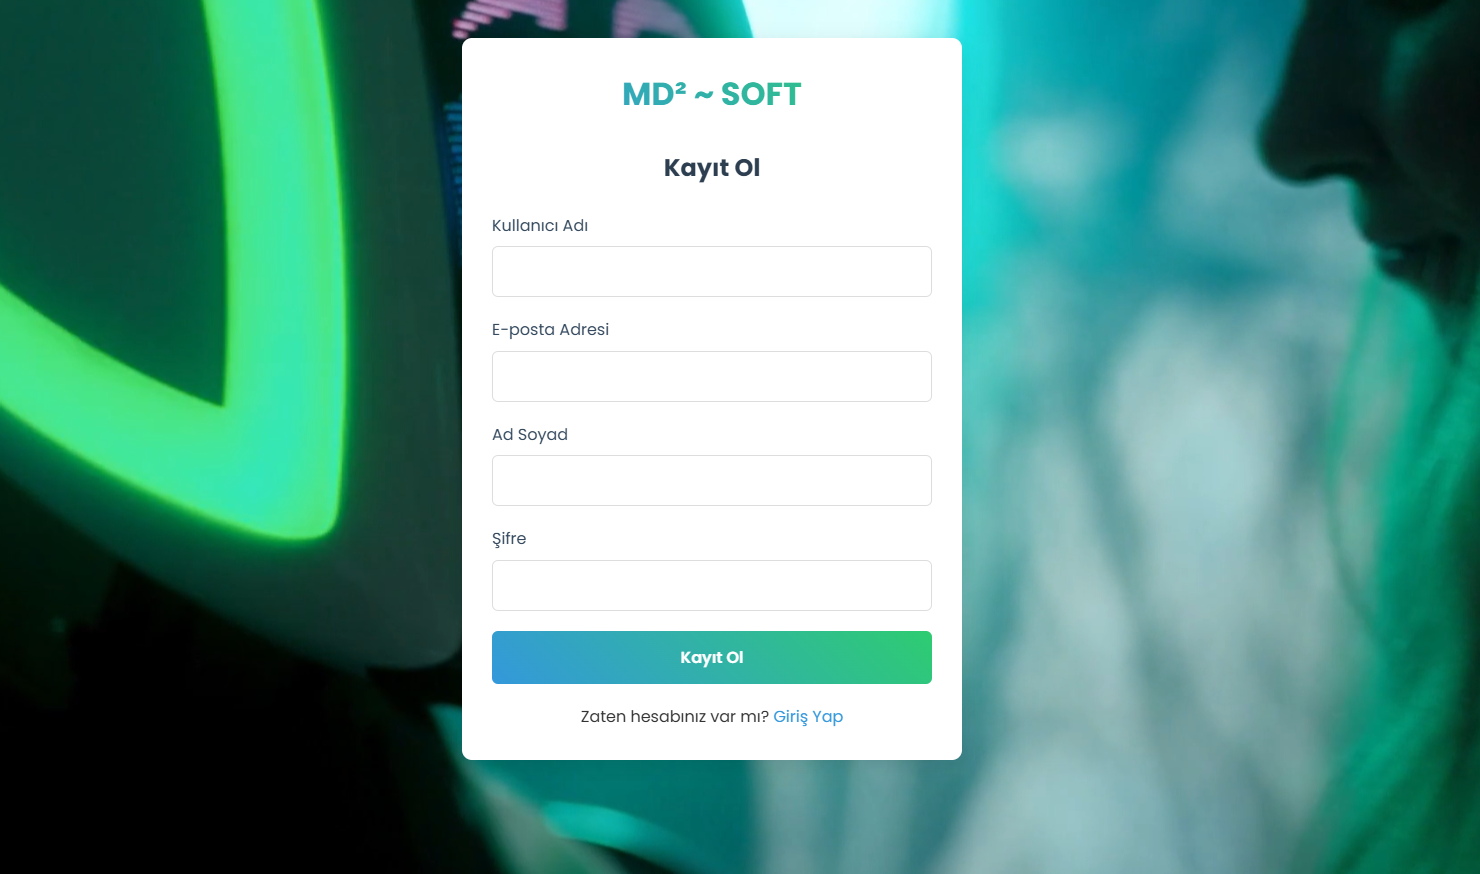 MD² ~ SOFT
Kayıt Ol
Kullanıcı Adı
E-posta Adresi
Ad Soyad
Şifre
Kayıt Ol
Zaten hesabınız var mı? Giriş Yap